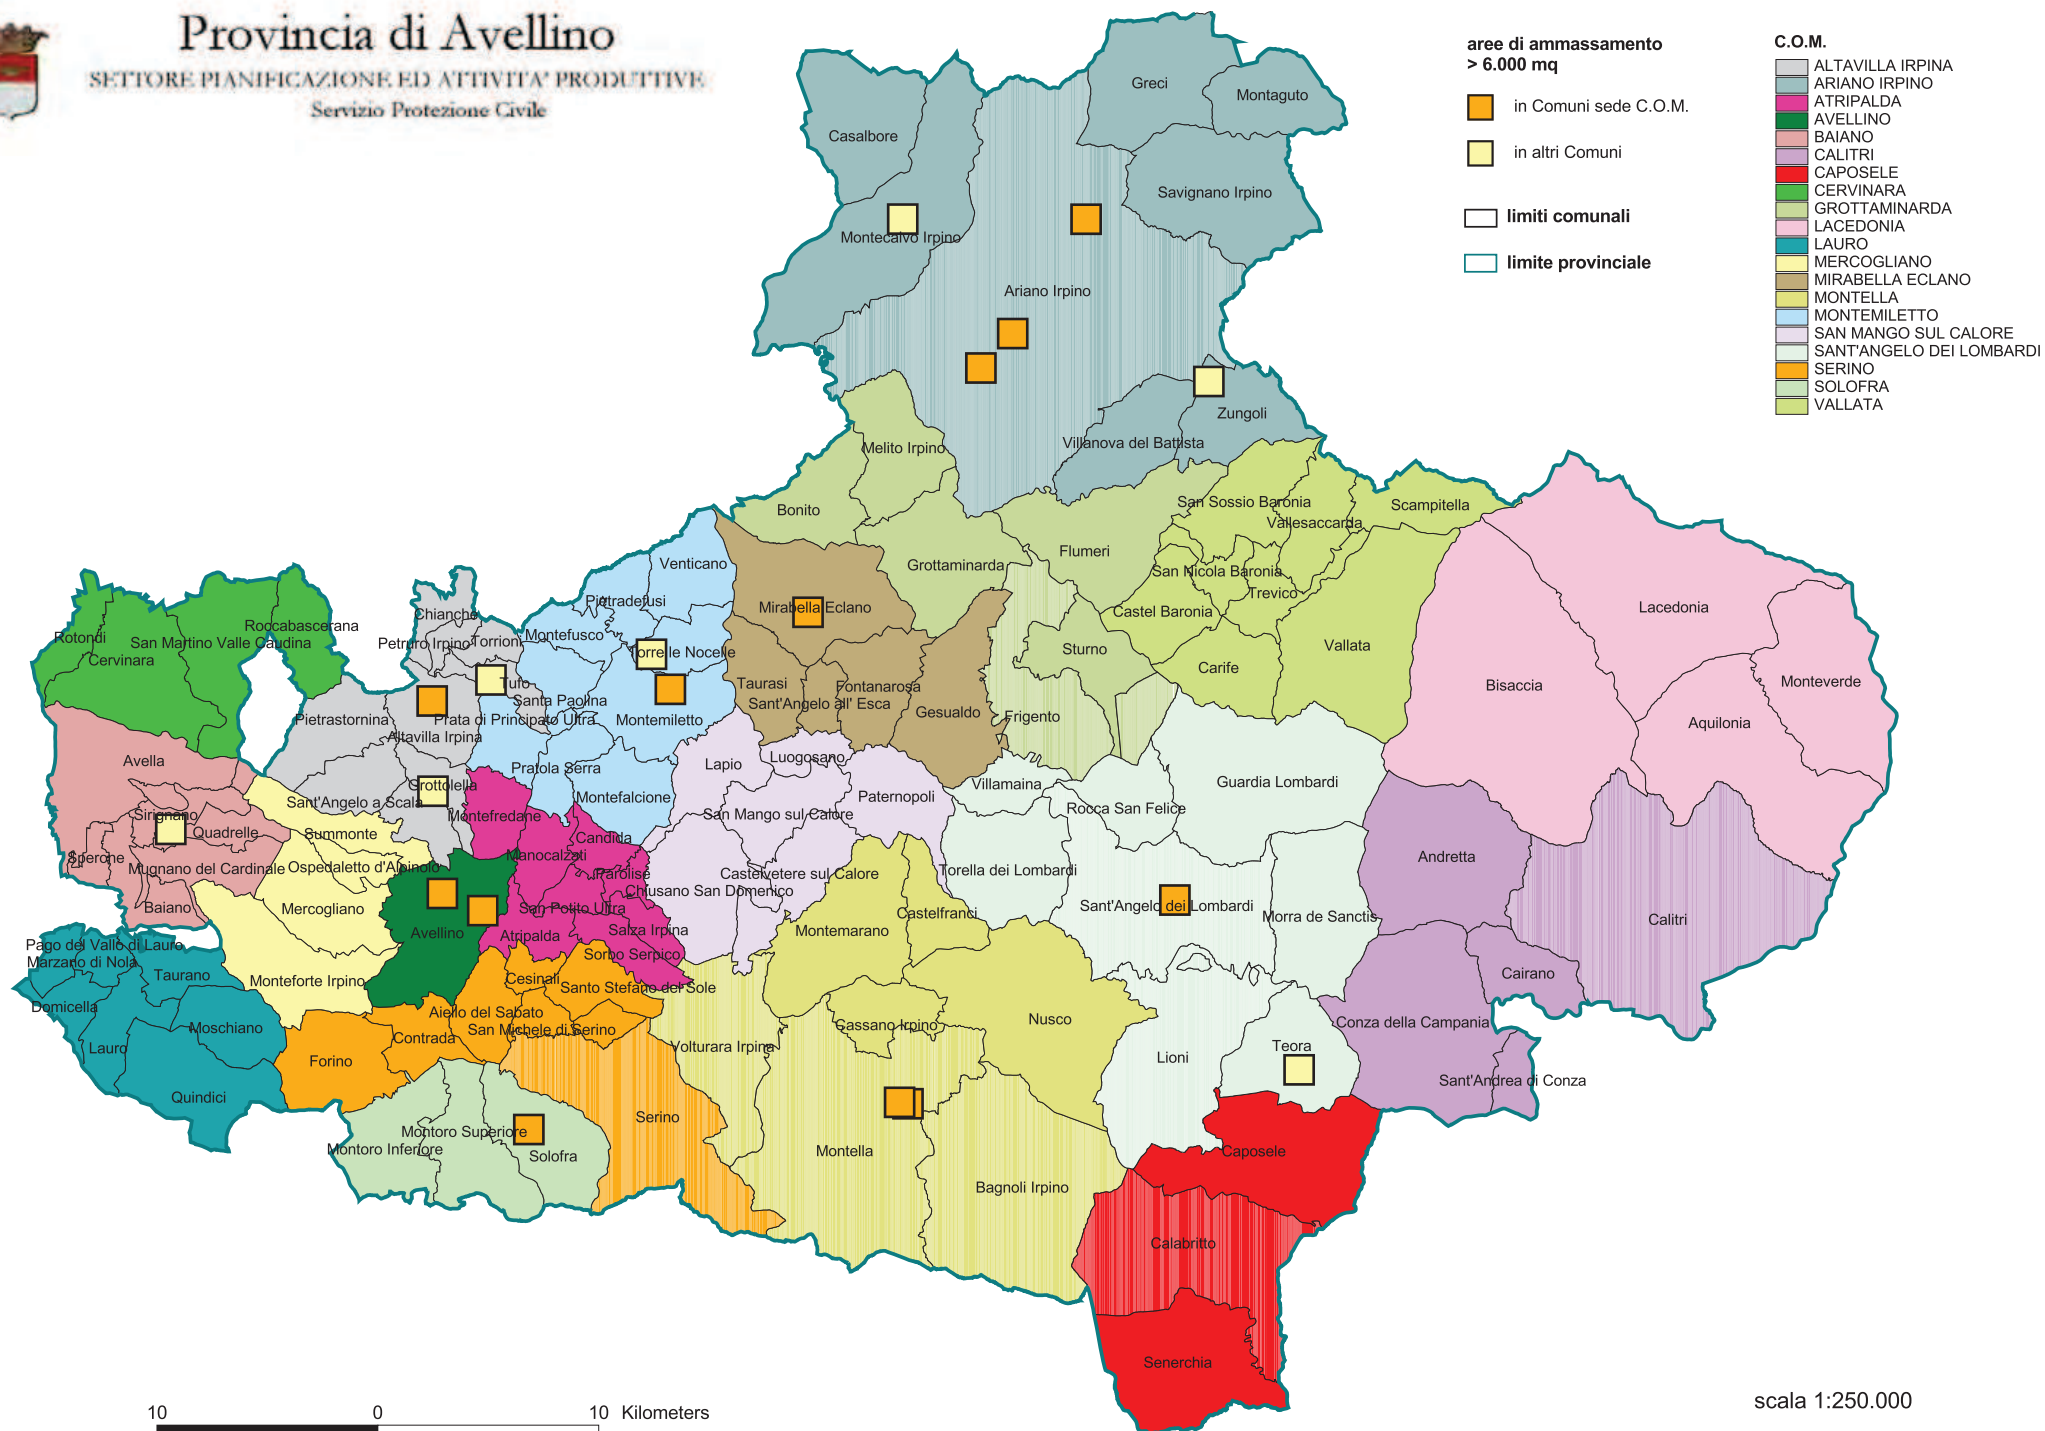 Provincia di Avellino
SETTORE PIANIFICAZIONE ED ATTIVITA' PRODUTTIVE
Servizio Protezione Civile
aree di ammassamento
> 6.000 mq
in Comuni sede C.O.M.
in altri Comuni
limiti comunali
limite provinciale
C.O.M.
ALTAVILLA IRPINA
ARIANO IRPINO
ATRIPALDA
AVELLINO
BAIANO
CALITRI
CAPOSELE
CERVINARA
GROTTAMINARDA
LACEDONIA
LAURO
MERCOGLIANO
MIRABELLA ECLANO
MONTELLA
MONTEMILETTO
SAN MANGO SUL CALORE
SANT'ANGELO DEI LOMBARDI
SERINO
SOLOFRA
VALLATA
Greci
Montaguto
Casalbore
Savignano Irpino
Montecalvo Irpino
Ariano Irpino
Zungoli
Villanova del Battista
Melito Irpino
San Sossio Baronia
Scampitella
Bonito
Vallesaccarda
Flumeri
Venticano
Grottaminarda
San Nicola Baronia
Trevico
Pietradefusi
Mirabella Eclano
Castel Baronia
Lacedonia
Chianche
Roccabascerana
Rotondi
San Martino Valle Caudina
Petruro Irpino
Torrioni
Montefusco
Torre le Nocelle
Sturno
Vallata
Cervinara
Carife
Tufo
Taurasi
Fontanarosa
Bisaccia
Monteverde
Santa Paolina
Sant'Angelo all' Esca
Pietrastornina
Prata di Principato Ultra
Montemiletto
Gesualdo
Frigento
Aquilonia
Altavilla Irpina
Avella
Luogosano
Lapio
Pratola Serra
Villamaina
Guardia Lombardi
Grottolella
Montefalcione
Paternopoli
Sant'Angelo a Scala
Rocca San Felice
Sirignano
Montefredane
San Mango sul Calore
Quadrelle
Summonte
Candida
Sperone
Manocalzati
Andretta
Mugnano del Cardinale
Ospedaletto d'Alpinolo
Parolise
Castelvetere sul Calore
Torella dei Lombardi
Chiusano San Domenico
Baiano
Mercogliano
San Potito Ultra
Castelfranci
Sant'Angelo dei Lombardi
Morra de Sanctis
Calitri
Avellino
Atripalda
Salza Irpina
Montemarano
Pago del Vallo di Lauro
Marzano di Nola
Sorbo Serpico
Taurano
Monteforte Irpino
Cesinali
Santo Stefano del Sole
Cairano
Domicella
Aiello del Sabato
Moschiano
San Michele di Serino
Cassano Irpino
Nusco
Conza della Campania
Lauro
Contrada
Volturara Irpina
Teora
Forino
Lioni
Sant'Andrea di Conza
Quindici
Serino
Montoro Superiore
Montoro Inferiore
Solofra
Montella
Caposele
Bagnoli Irpino
Calabritto
Senerchia
10 0 10 Kilometers
scala 1:250.000